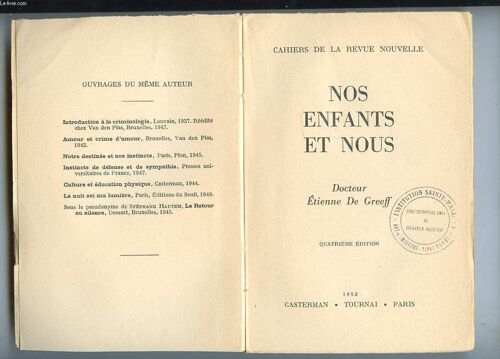 OUVRAGES DU MÊME AUTEUR
Introduction à la criminologie, Louvain, 1937. Réédité
chez Van den Plas, Bruxelles, 1947.
Amour et crime d'amour, Bruxelles, Van den Plas,
1942.
Notre destinée et nos instincts, Paris, Plon, 1945.
Instincts de défense et de sympathie, Presses uni-
versitaires de France, 1947.
Culture et éducation physique, Casterman, 1944.
La nuit est ma lumière, Paris, Éditions du Seuil, 1949.
Sous le pseudonyme de STÉPHANE HAUTEM, Le Retour
au silence, Dessart, Bruxelles, 1945.
CAHIERS DE LA REVUE NOUVELLE
NOS
ENFANTS
ET NOUS
Docteur
Étienne De Greeff
L'INSTITUTION SAINTE-MARIE
QUATRIÈME ÉDITION
1952
CASTERMAN • TOURNAI • PARIS